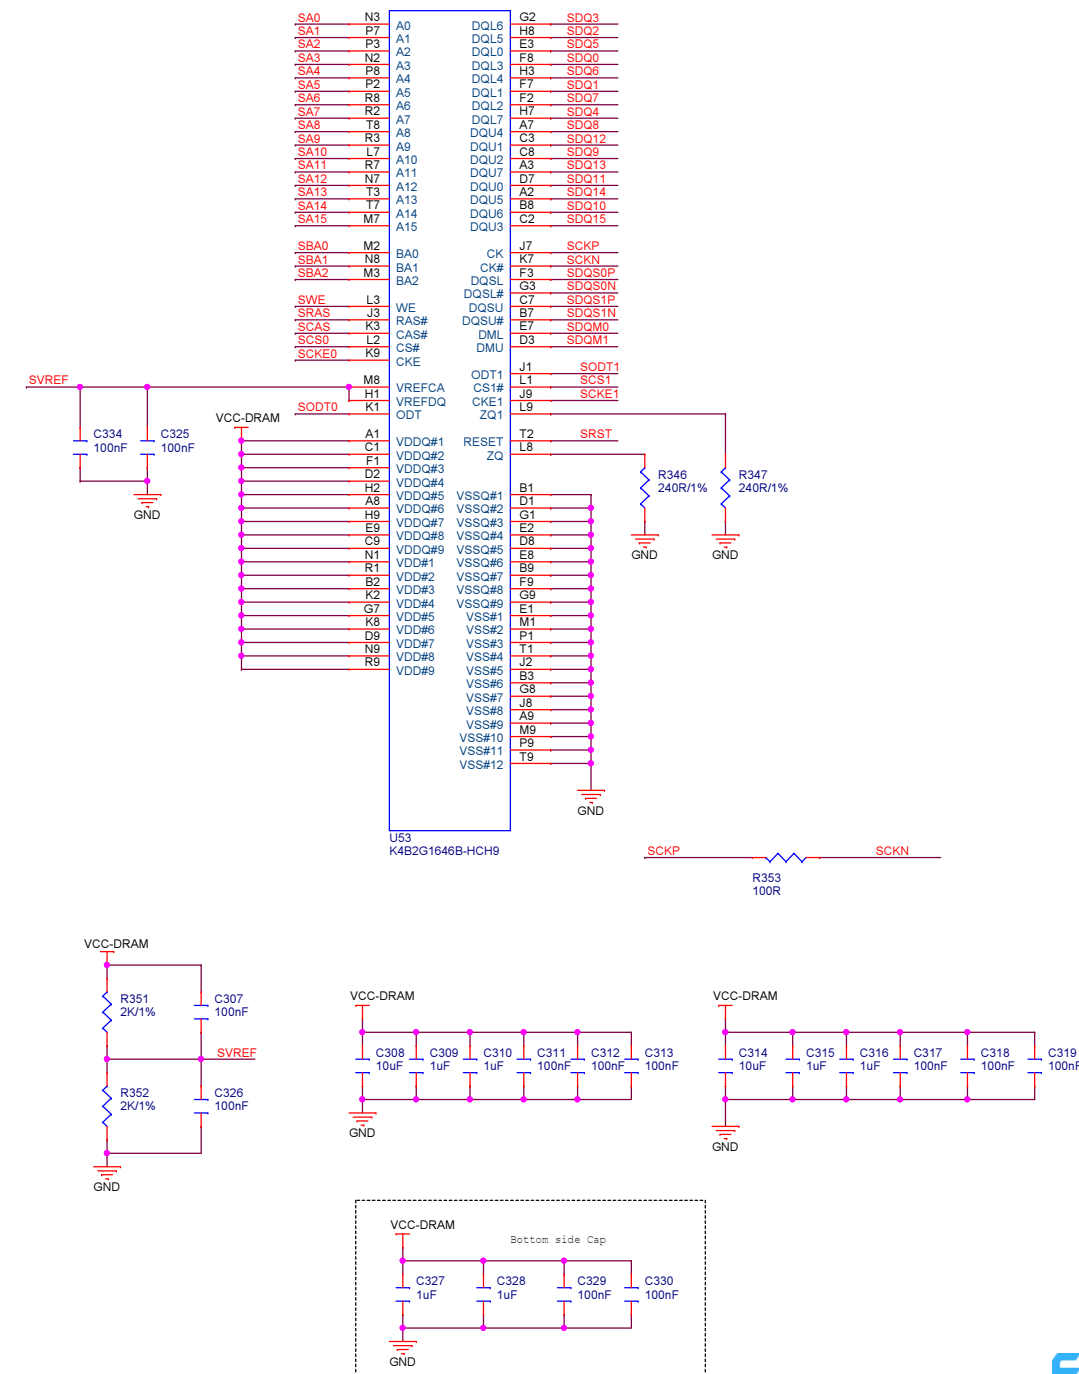 SA0 N3 A0 DQL6 G2 SDQ3
SA1 P7 A1 DQL5 H8 SDQ2
SA2 P3 A2 DQL0 E3 SDQ5
SA3 N2 A3 DQL3 F8 SDQ0
SA4 P8 A4 DQL4 H3 SDQ6
SA5 P2 A5 DQL1 F7 SDQ1
SA6 R8 A6 DQL2 F2 SDQ7
SA7 R2 A7 DQL7 H7 SDQ4
SA8 T8 A8 DQU4 A7 SDQ8
SA9 R3 A9 DQU1 C3 SDQ12
SA10 L7 A10 DQU2 C8 SDQ9
SA11 R7 A11 DQU7 A3 SDQ13
SA12 N7 A12 DQU0 D7 SDQ11
SA13 T3 A13 DQU5 A2 SDQ14
SA14 T7 A14 DQU6 B8 SDQ10
SA15 M7 A15 DQU3 C2 SDQ15
SBA0 M2 BA0 CK J7 SCKP
SBA1 N8 BA1 CK# K7 SCKN
SBA2 M3 BA2 DQSL F3 SDQS0P
DQSL# G3 SDQS0N
SWE L3 WE DQSU C7 SDQS1P
SRAS J3 RAS# DQSU# B7 SDQS1N
SCAS K3 CAS# DML E7 SDQM0
SCS0 L2 CS# DMU D3 SDQM1
SCKE0 K9 CKE
ODT1 J1 SODT1
SVREF M8 VREFCA CS1# L1 SCS1
H1 VREFDQ CKE1 J9 SCKE1
SODT0 K1 ODT ZQ1 L9
VCC-DRAM
C334 100nF
C325 100nF
GND
A1 VDDQ#1 RESET T2 SRST
C1 VDDQ#2 ZQ L8
F1 VDDQ#3
D2 VDDQ#4
R346 240R/1%
R347 240R/1%
GND
GND
H2 VDDQ#5 VSSQ#1 B1
A8 VDDQ#6 VSSQ#2 D1
H9 VDDQ#7 VSSQ#3 G1
E9 VDDQ#8 VSSQ#4 E2
C9 VDDQ#9 VSSQ#5 D8
N1 VDD#1 VSSQ#6 E8
R1 VDD#2 VSSQ#7 B9
B2 VDD#3 VSSQ#8 F9
K2 VDD#4 VSSQ#9 G9
G7 VDD#5 VSS#1 E1
K8 VDD#6 VSS#2 M1
D9 VDD#7 VSS#3 P1
N9 VDD#8 VSS#4 T1
R9 VDD#9 VSS#5 J2
VSS#6 B3
VSS#7 G8
VSS#8 J8
VSS#9 A9
VSS#10 M9
VSS#11 P9
VSS#12 T9
GND
U53
K4B2G1646B-HCH9
SCKP SCKN
R353
100R
VCC-DRAM
R351 2K/1%
C307 100nF
SVREF
R352 2K/1%
C326 100nF
GND
VCC-DRAM
C308 C309 C310 C311 C312 C313
10uF 1uF 1uF 100nF 100nF 100nF
GND
VCC-DRAM
C314 C315 C316 C317 C318 C319
10uF 1uF 1uF 100nF 100nF 100nF
GND
VCC-DRAM
Bottom side Cap
C327 C328 C329 C330
1uF 1uF 100nF 100nF
GND